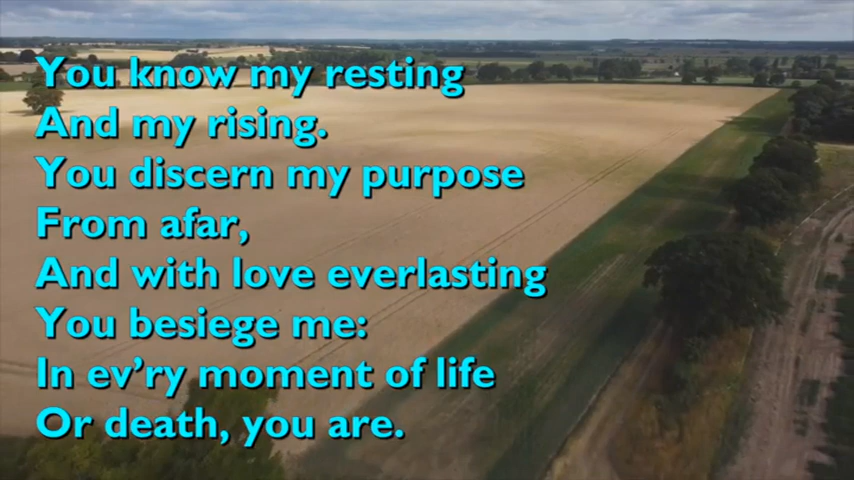 You know my resting
And my rising.
You discern my purpose
From afar,
And with love everlasting
You besiege me:
In ev’ry moment of life
Or death, you are.